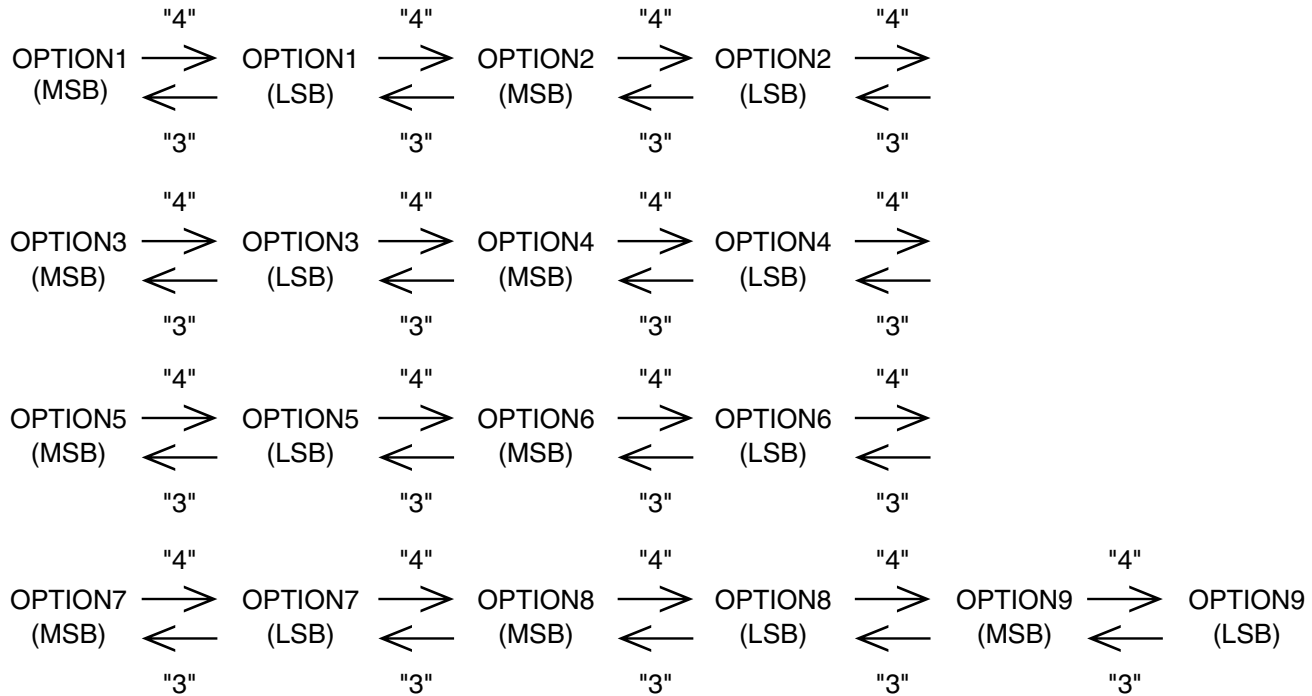 "4" "4" "4" "4"
OPTION1 OPTION1 OPTION2 OPTION2
(MSB) (LSB) (MSB) (LSB)
"3" "3" "3" "3"
"4" "4" "4" "4"
OPTION3 OPTION3 OPTION4 OPTION4
(MSB) (LSB) (MSB) (LSB)
"3" "3" "3" "3"
"4" "4" "4" "4"
OPTION5 OPTION5 OPTION6 OPTION6
(MSB) (LSB) (MSB) (LSB)
"3" "3" "3" "3"
"4" "4" "4" "4" "4"
OPTION7 OPTION7 OPTION8 OPTION8 OPTION9 OPTION9
(MSB) (LSB) (MSB) (LSB) (MSB) (LSB)
"3" "3" "3" "3" "3"